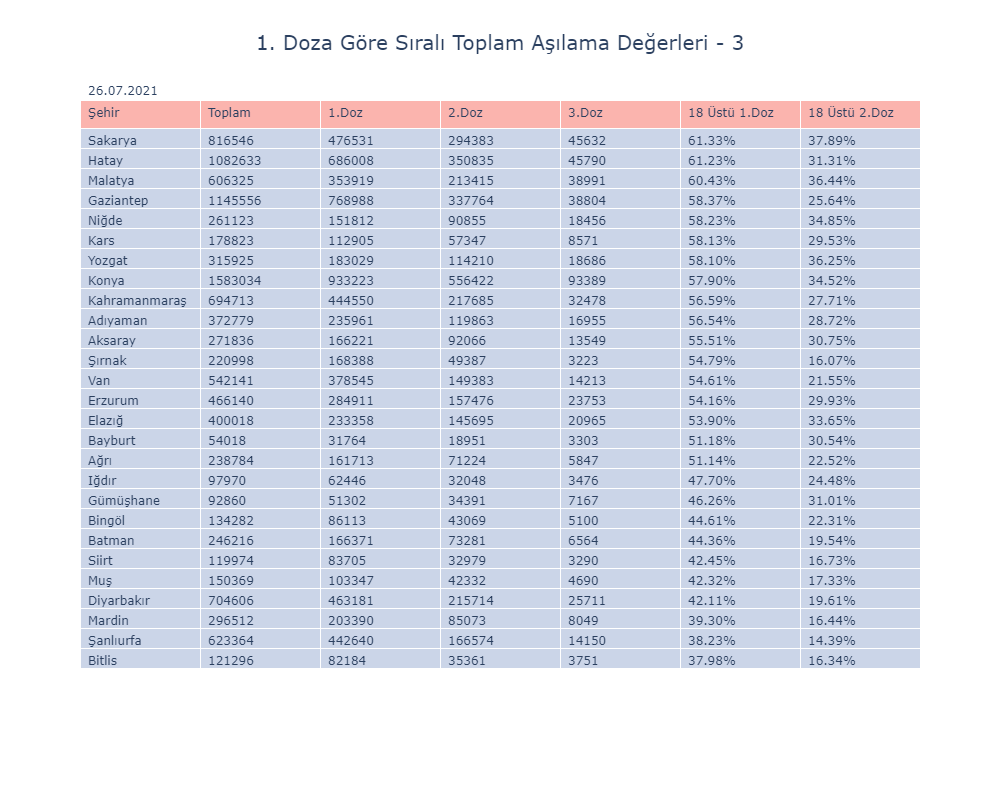 1. Doza Göre Sıralı Toplam Aşılama Değerleri - 3
26.07.2021
Şehir Toplam 1.Doz 2.Doz 3.Doz 18 Üstü 1.Doz 18 Üstü 2.Doz
Sakarya 816546 476531 294383 45632 61.33% 37.89%
Hatay 1082633 686008 350835 45790 61.23% 31.31%
Malatya 606325 353919 213415 38991 60.43% 36.44%
Gaziantep 1145556 768988 337764 38804 58.37% 25.64%
Niğde 261123 151812 90855 18456 58.23% 34.85%
Kars 178823 112905 57347 8571 58.13% 29.53%
Yozgat 315925 183029 114210 18686 58.10% 36.25%
Konya 1583034 933223 556422 93389 57.90% 34.52%
Kahramanmaraş 694713 444550 217685 32478 56.59% 27.71%
Adıyaman 372779 235961 119863 16955 56.54% 28.72%
Aksaray 271836 166221 92066 13549 55.51% 30.75%
Şırnak 220998 168388 49387 3223 54.79% 16.07%
Van 542141 378545 149383 14213 54.61% 21.55%
Erzurum 466140 284911 157476 23753 54.16% 29.93%
Elazığ 400018 233358 145695 20965 53.90% 33.65%
Bayburt 54018 31764 18951 3303 51.18% 30.54%
Ağrı 238784 161713 71224 5847 51.14% 22.52%
Iğdır 97970 62446 32048 3476 47.70% 24.48%
Gümüşhane 92860 51302 34391 7167 46.26% 31.01%
Bingöl 134282 86113 43069 5100 44.61% 22.31%
Batman 246216 166371 73281 6564 44.36% 19.54%
Siirt 119974 83705 32979 3290 42.45% 16.73%
Muş 150369 103347 42332 4690 42.32% 17.33%
Diyarbakır 704606 463181 215714 25711 42.11% 19.61%
Mardin 296512 203390 85073 8049 39.30% 16.44%
Şanlıurfa 623364 442640 166574 14150 38.23% 14.39%
Bitlis 121296 82184 35361 3751 37.98% 16.34%